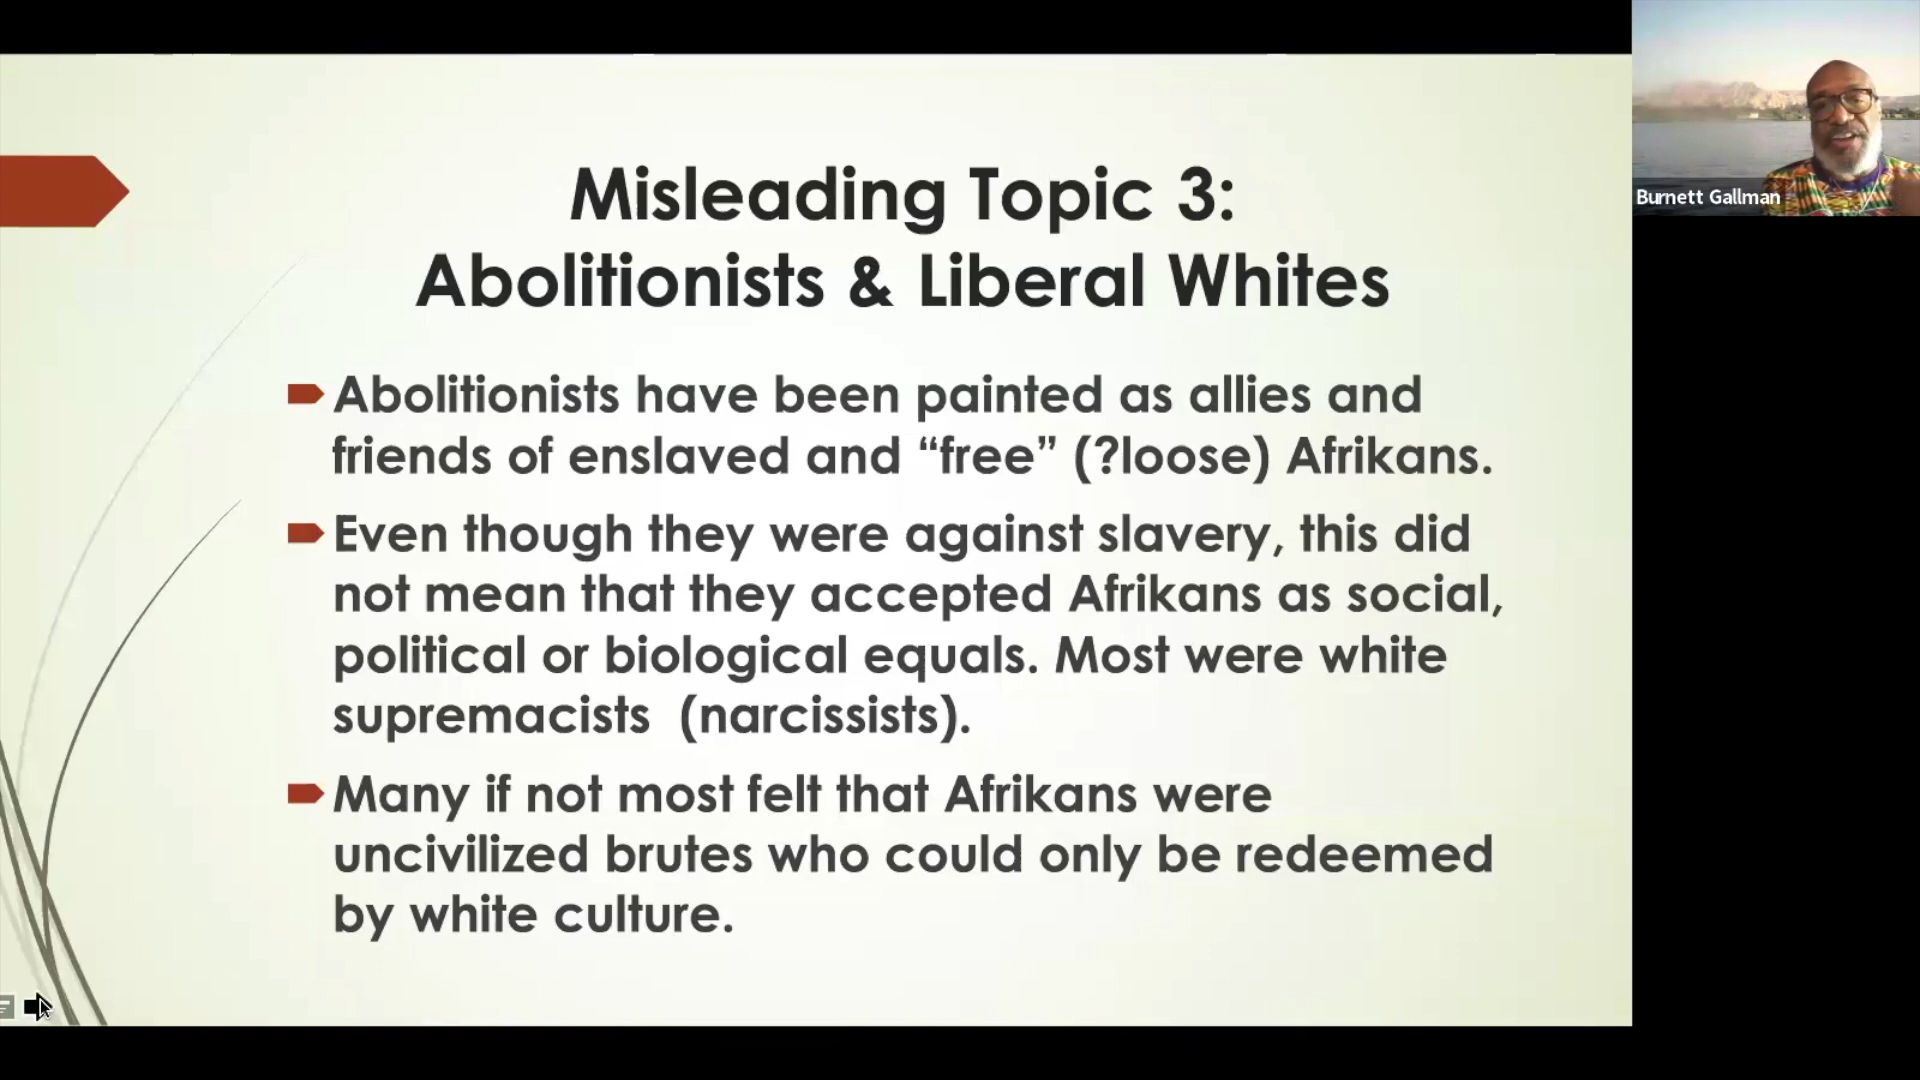 Misleading Topic 3:
Abolitionists & Liberal Whites
Abolitionists have been painted as allies and
friends of enslaved and “free” (?loose) Afrikans.
Even though they were against slavery, this did
not mean that they accepted Afrikans as social,
political or biological equals. Most were white
supremacists  (narcissists).
Many if not most felt that Afrikans were
uncivilized brutes who could only be redeemed
by white culture.
Burnett Gallman